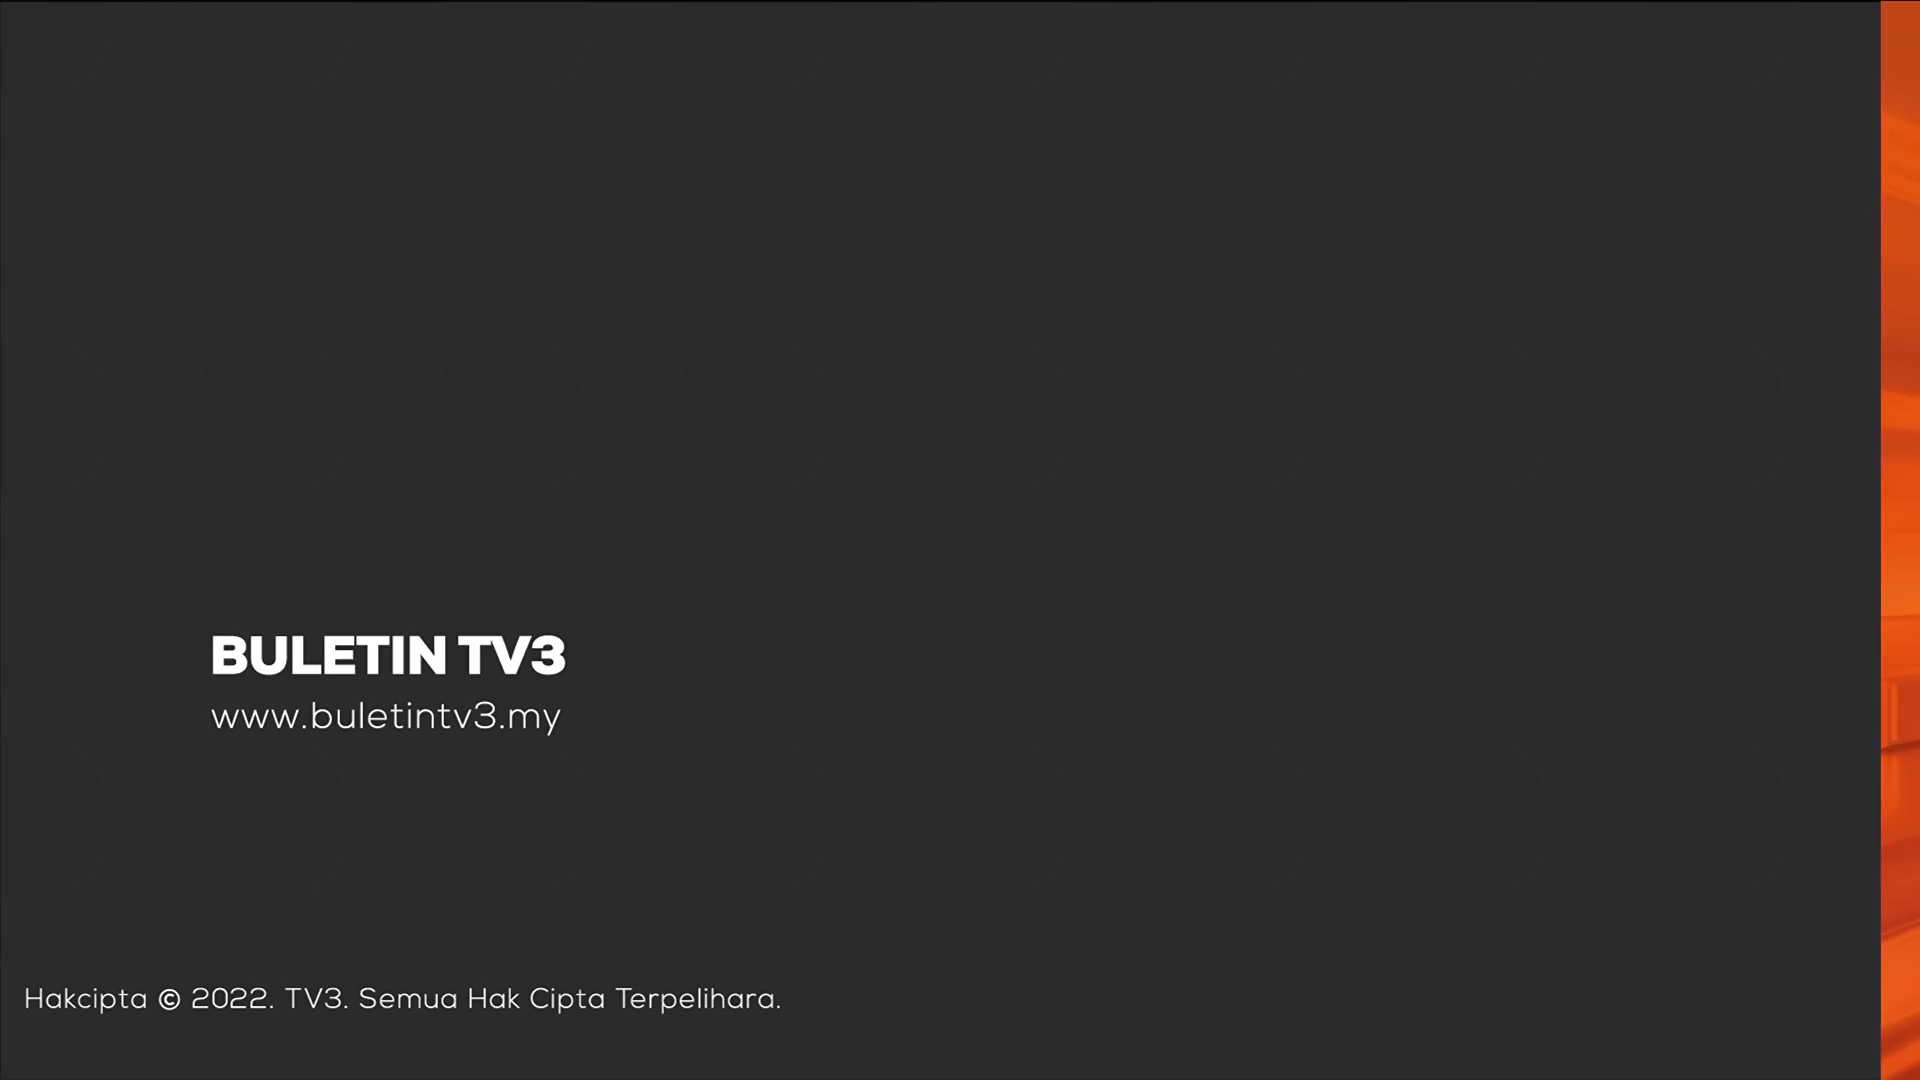 BULETIN TV3
www.buletintv3.my
Hakcipta © 2022. TV3. Semua Hak Cipta Terpelihara.